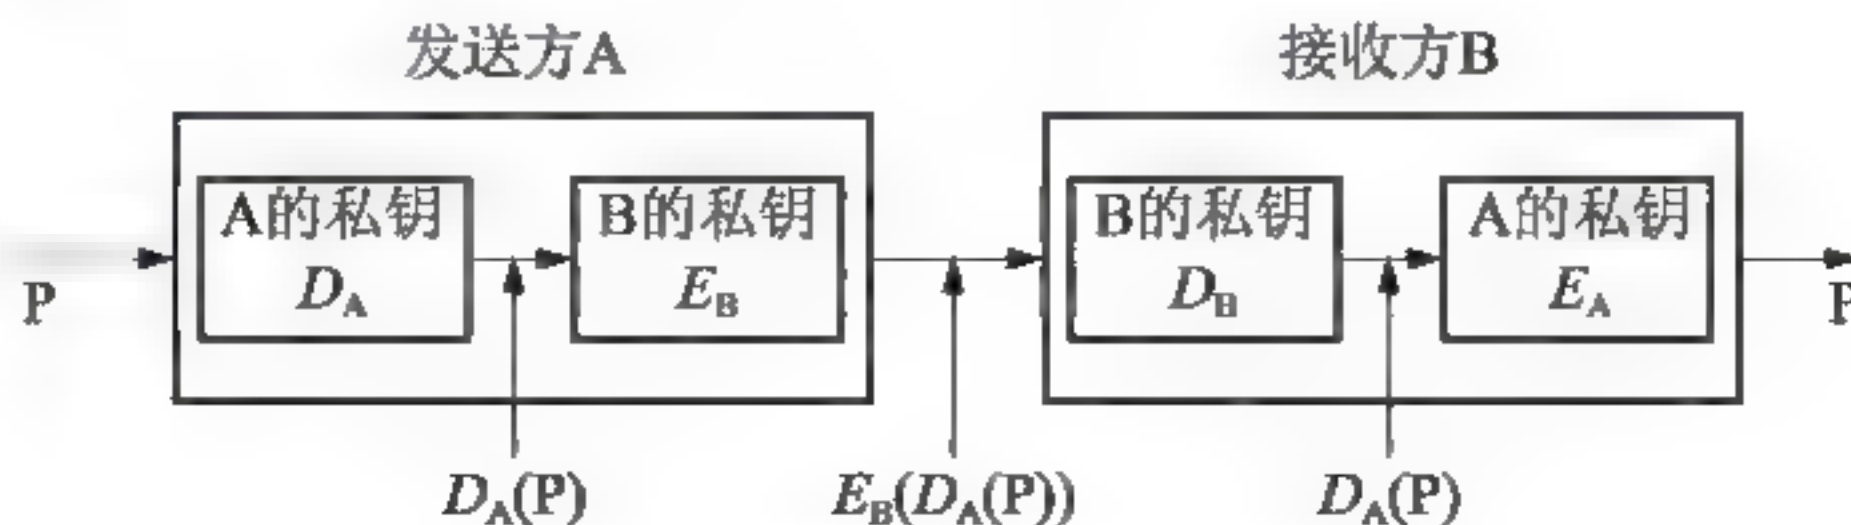 发送方A
接收方B
A的私钥
D_A
B的私钥
E_B
B的私钥
D_B
A的私钥
E_A
P
P
D_A(P)
E_B(D_A(P))
D_A(P)